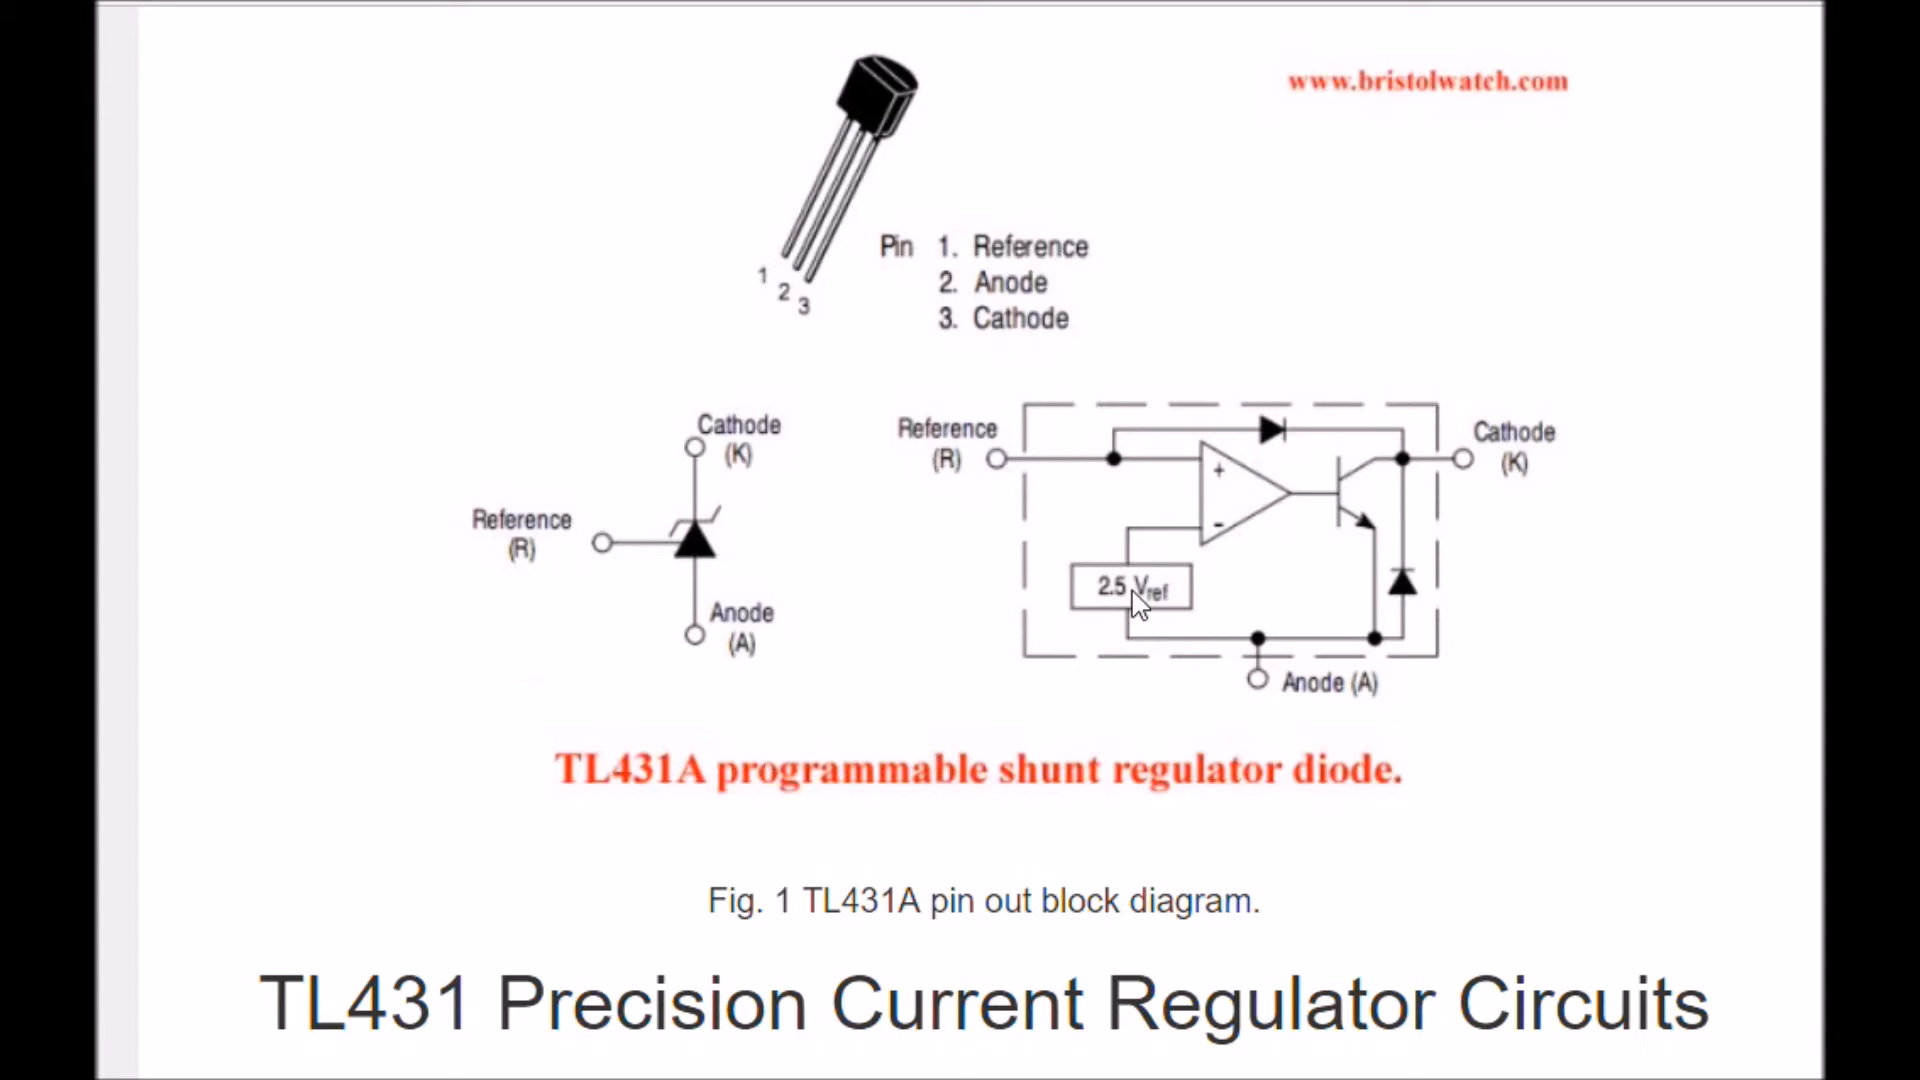 www.bristolwatch.com
Pin 1. Reference
2. Anode
3. Cathode
1
2
3
Cathode
(K)
Reference
(R)
Anode
(A)
Reference
(R)
Cathode
(K)
+
-
2.5 Vref
Anode (A)
TL431A programmable shunt regulator diode.
Fig. 1 TL431A pin out block diagram.
TL431 Precision Current Regulator Circuits